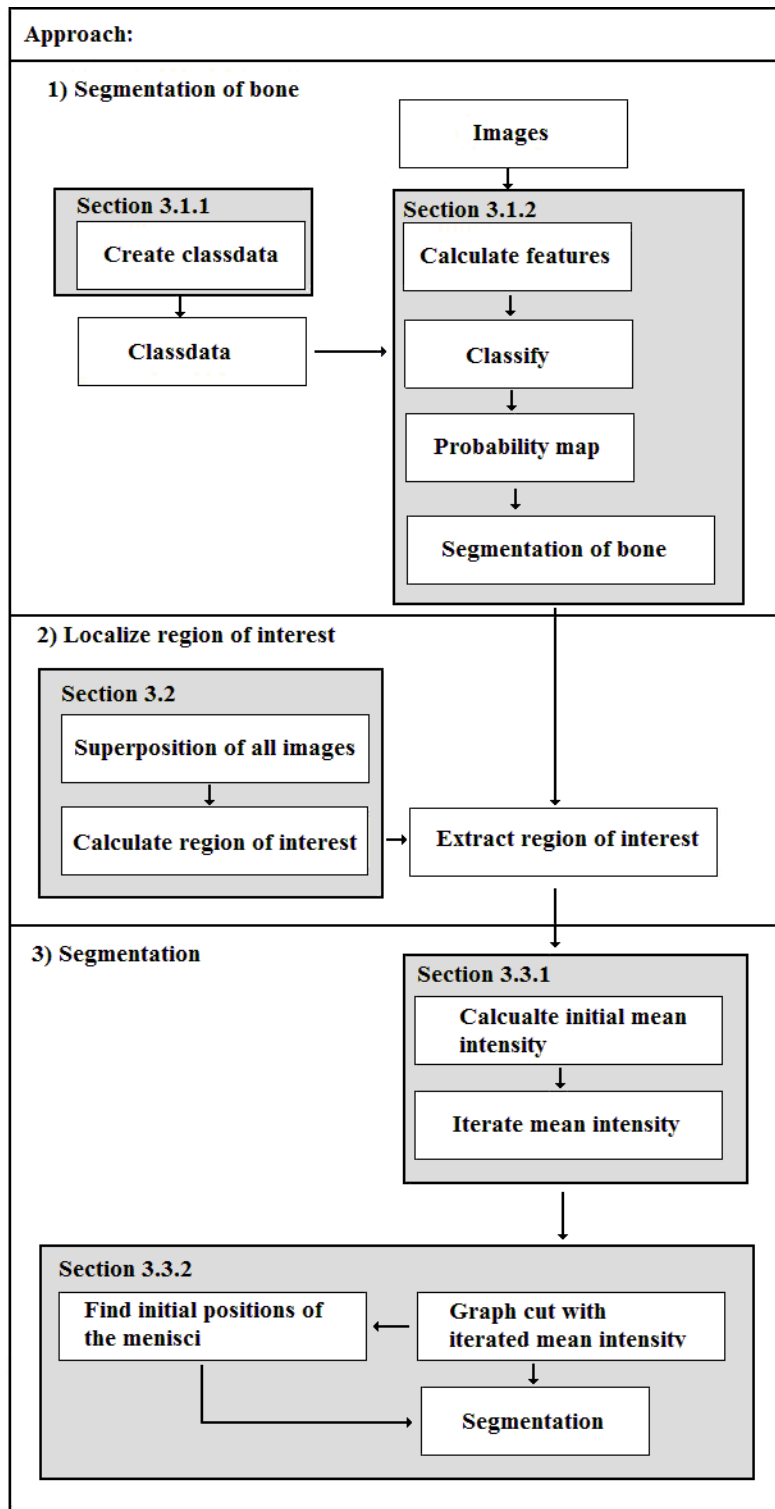 Approach:
1) Segmentation of bone
Images
Section 3.1.1
Create classdata
Classdata
Section 3.1.2
Calculate features
Classify
Probability map
Segmentation of bone
2) Localize region of interest
Section 3.2
Superposition of all images
Calculate region of interest
Extract region of interest
3) Segmentation
Section 3.3.1
Calcualte initial mean
intensity
Iterate mean intensity
Section 3.3.2
Find initial positions of
the menisci
Graph cut with
iterated mean intensity
Segmentation